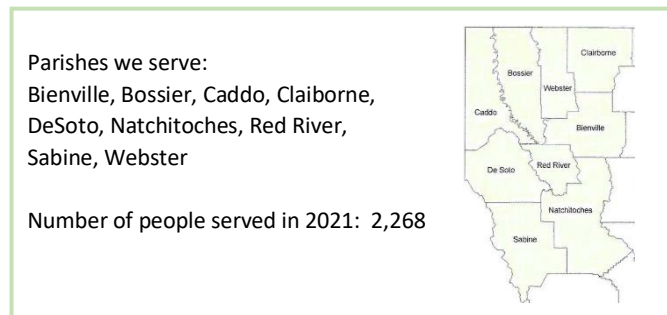 Parishes we serve:
Bienville, Bossier, Caddo, Claiborne,
DeSoto, Natchitoches, Red River,
Sabine, Webster
Number of people served in 2021: 2,268
Clairborne
Bossier
Webster
Caddo
Bienville
Red River
De Soto
Natchitoches
Sabine